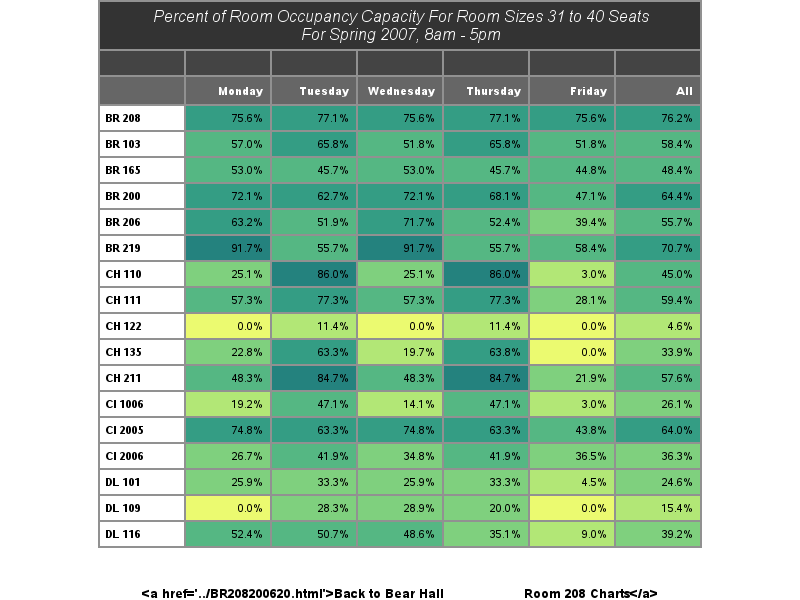 Percent of Room Occupancy Capacity For Room Sizes 31 to 40 Seats
For Spring 2007, 8am - 5pm
Monday Tuesday Wednesday Thursday Friday All
BR 208 75.6% 77.1% 75.6% 77.1% 75.6% 76.2%
BR 103 57.0% 65.8% 51.8% 65.8% 51.8% 58.4%
BR 165 53.0% 45.7% 53.0% 45.7% 44.8% 48.4%
BR 200 72.1% 62.7% 72.1% 68.1% 47.1% 64.4%
BR 206 63.2% 51.9% 71.7% 52.4% 39.4% 55.7%
BR 219 91.7% 55.7% 91.7% 55.7% 58.4% 70.7%
CH 110 25.1% 86.0% 25.1% 86.0% 3.0% 45.0%
CH 111 57.3% 77.3% 57.3% 77.3% 28.1% 59.4%
CH 122 0.0% 11.4% 0.0% 11.4% 0.0% 4.6%
CH 135 22.8% 63.3% 19.7% 63.8% 0.0% 33.9%
CH 211 48.3% 84.7% 48.3% 84.7% 21.9% 57.6%
CI 1006 19.2% 47.1% 14.1% 47.1% 3.0% 26.1%
CI 2005 74.8% 63.3% 74.8% 63.3% 43.8% 64.0%
CI 2006 26.7% 41.9% 34.8% 41.9% 36.5% 36.3%
DL 101 25.9% 33.3% 25.9% 33.3% 4.5% 24.6%
DL 109 0.0% 28.3% 28.9% 20.0% 0.0% 15.4%
DL 116 52.4% 50.7% 48.6% 35.1% 9.0% 39.2%
<a href='../BR208200620.html'>Back to Bear Hall Room 208 Charts</a>